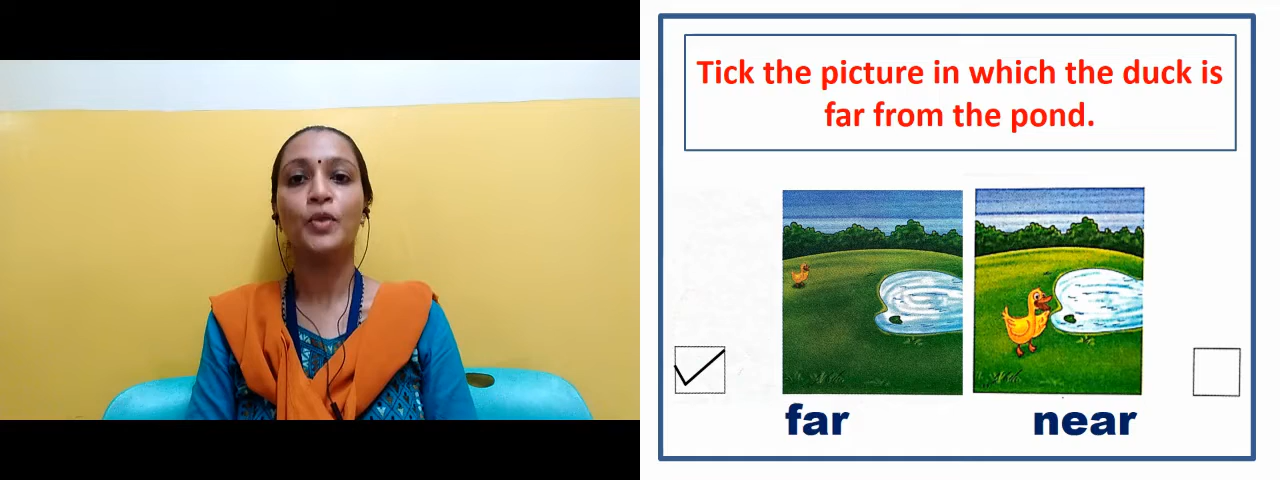 Tick the picture in which the duck is
far from the pond.
far
near